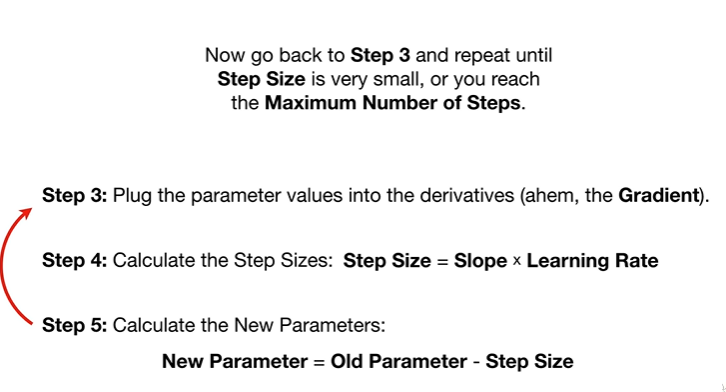 Now go back to Step 3 and repeat until
Step Size is very small, or you reach
the Maximum Number of Steps.
Step 3: Plug the parameter values into the derivatives (ahem, the Gradient).
Step 4: Calculate the Step Sizes: Step Size = Slope × Learning Rate
Step 5: Calculate the New Parameters:
New Parameter = Old Parameter - Step Size